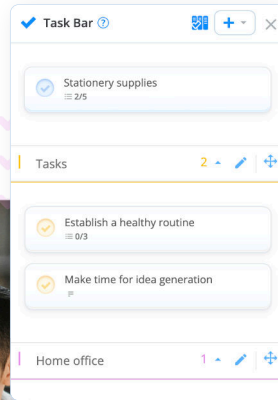 Task Bar
Stationery supplies
2/5
Tasks
2
Establish a healthy routine
0/3
Make time for idea generation
Home office
1